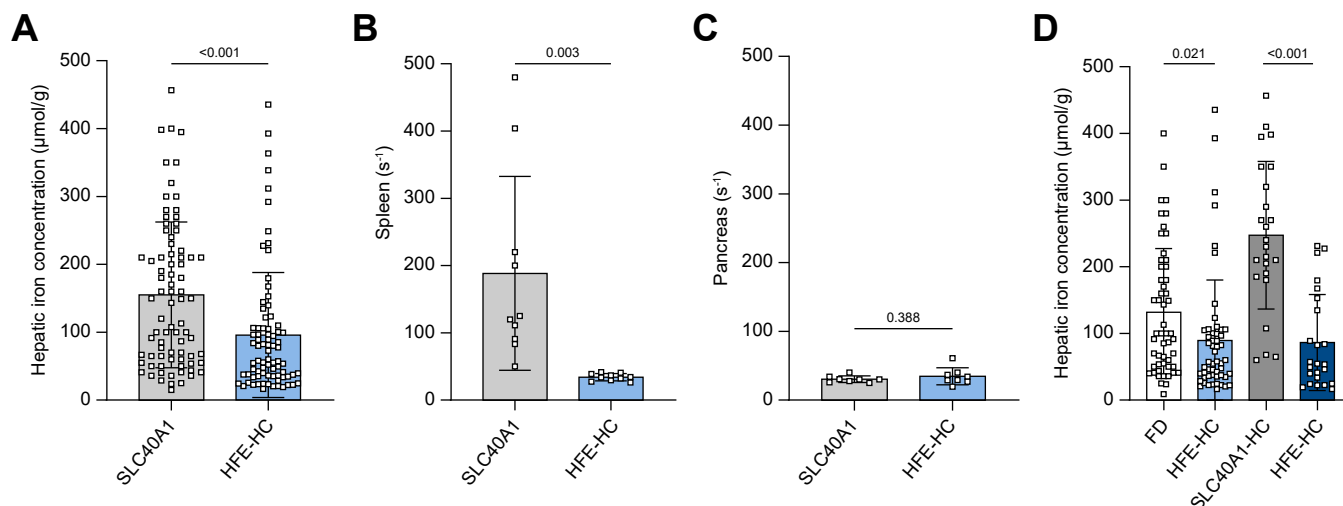 A
Hepatic iron concentration (µmol/g)
500
400
300
200
100
0
<0.001
SLC40A1
HFE-HC
B
Spleen (s⁻¹)
500
400
300
200
100
0
0.003
SLC40A1
HFE-HC
C
Pancreas (s⁻¹)
500
400
300
200
100
0
0.388
SLC40A1
HFE-HC
D
Hepatic iron concentration (µmol/g)
500
400
300
200
100
0
0.021
<0.001
FD
HFE-HC
SLC40A1-HC
HFE-HC